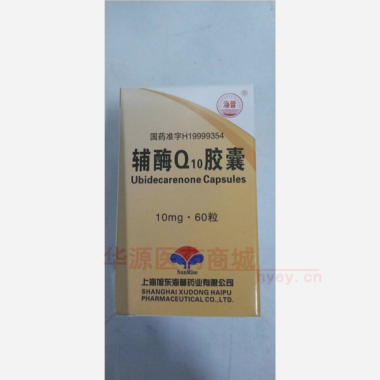 海普
国药准字H19999354
辅酶Q10胶囊
Ubidecarenone Capsules
10mg·60粒
华源医药商城
hyey.cn
SunMiae
上海旭东海普药业有限公司
SHANGHAI XUDONG HAIPU
PHARMACEUTICAL CO.,LTD.